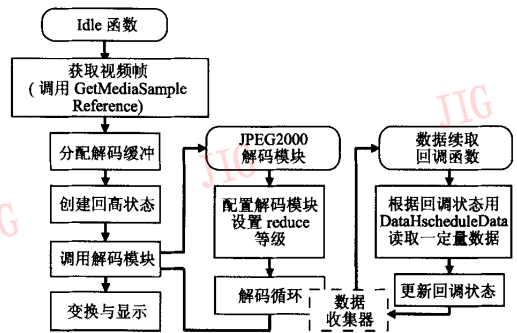 Idle 函数
获取视频帧
( 调用 GetMediaSample
Reference)
分配解码缓冲
创建回高状态
调用解码模块
变换与显示
JPEG2000
解码模块
配置解码模块
设置 reduce
等级
解码循环
数据续取
回调函数
根据回调状态用
DataHscheduleData
读取一定量数据
更新回调状态
数据
收集器
JIG
JIG
JIG